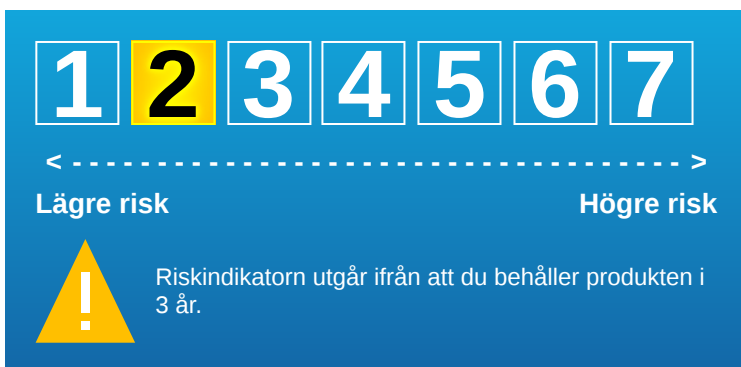 1 2 3 4 5 6 7
< - - - - - - - - - - - - - - - - - - - - - - - - - - - - - - - - - - - - >
Lägre risk Högre risk
!
Riskindikatorn utgår ifrån att du behåller produkten i
3 år.